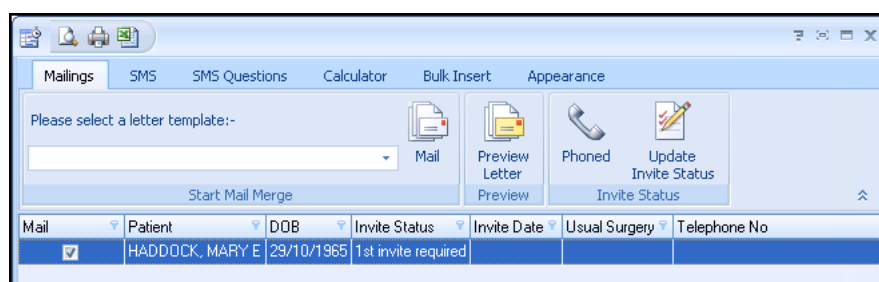 Mailings SMS SMS Questions Calculator Bulk Insert Appearance
Please select a letter template:-
Mail Preview Letter Phoned Update Invite Status
Start Mail Merge Preview Invite Status
Mail Patient DOB Invite Status Invite Date Usual Surgery Telephone No
HADDOCK, MARY E 29/10/1965 1st invite required